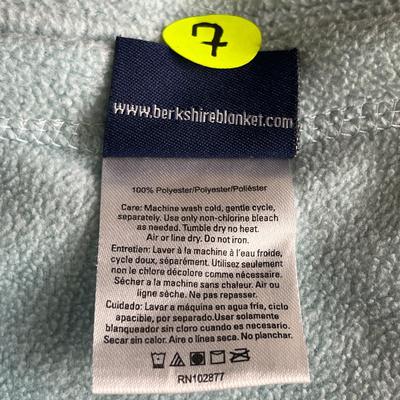 7
www.berkshireblanket.com
100% Polyester/Polyester/Poliéster
Care: Machine wash cold, gentle cycle,
separately. Use only non-chlorine bleach
as needed. Tumble dry no heat.
Air or line dry. Do not iron.
Entretien: Laver à la machine à l'eau froide,
cycle doux, séparément. Utilisez seulement
non le chlore décolore comme nécessaire.
Sécher a la machine sans chaleur. Air ou
ligne sèche. Ne pas repasser.
Cuidado: Lavar a máquina en agua fria, ciclo
apacible, por separado. Usar solamente
blanqueador sin cloro cuando es necesario.
Secar sin calor. Aire o línea seco. No planchar.
RN102877